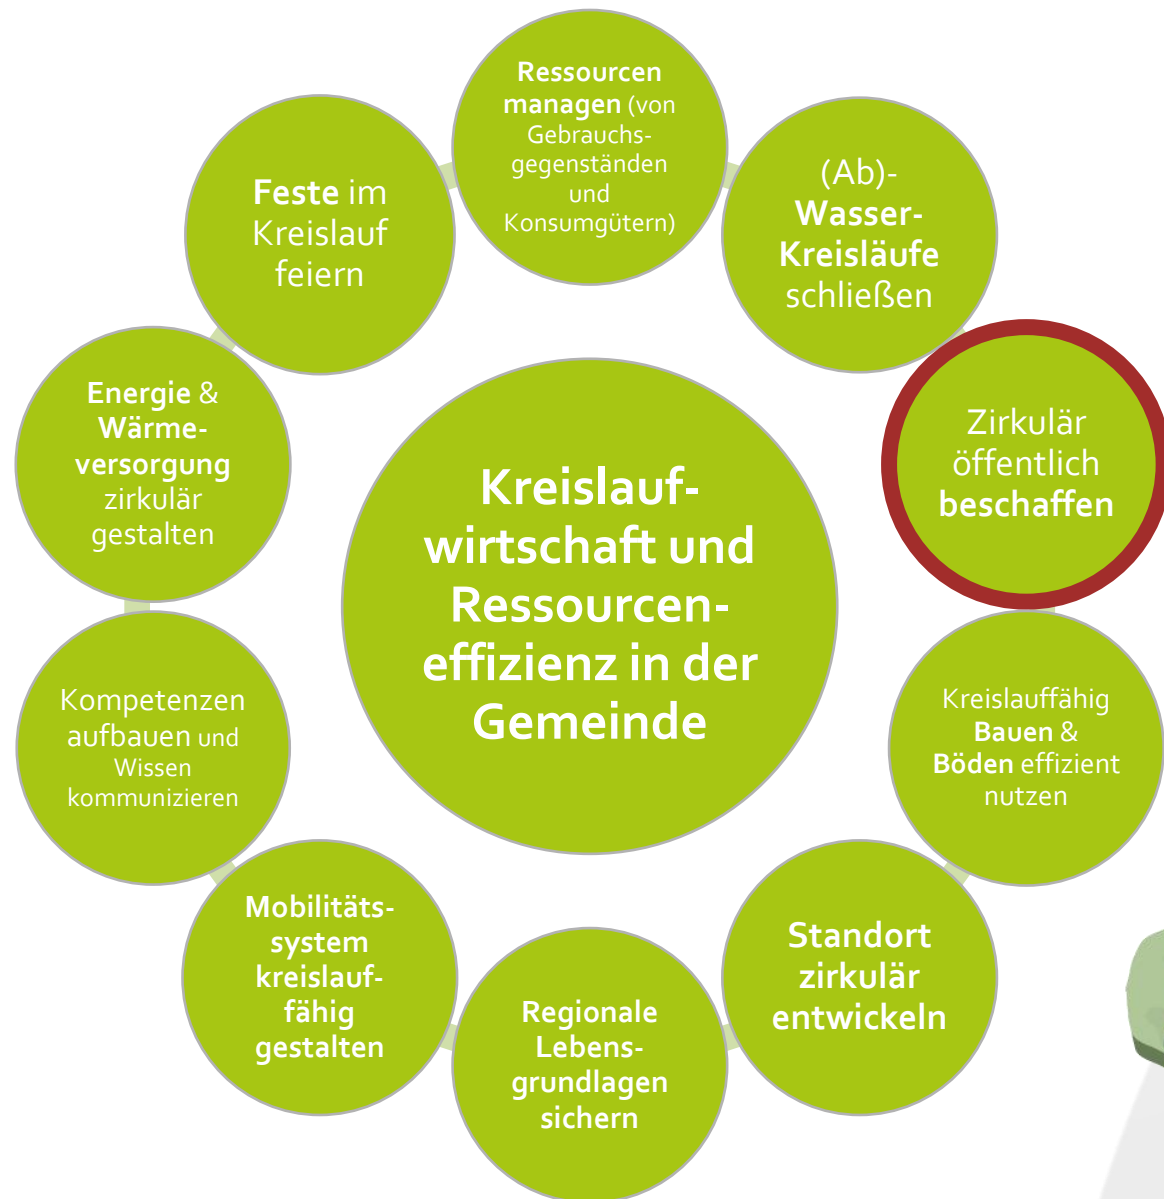 Ressourcen
managen (von
Gebrauchs-
gegenständen
und
Konsumgütern)
(Ab)-
Wasser-
Kreisläufe
schließen
Zirkulär
öffentlich
beschaffen
Kreislauffähig
Bauen &
Böden effizient
nutzen
Standort
zirkulär
entwickeln
Regionale
Lebens-
grundlagen
sichern
Mobilitäts-
system
kreislauf-
fähig
gestalten
Kompetenzen
aufbauen und
Wissen
kommunizieren
Energie &
Wärme-
versorgung
zirkulär
gestalten
Feste im
Kreislauf
feiern
Kreislauf-
wirtschaft und
Ressourcen-
effizienz in der
Gemeinde